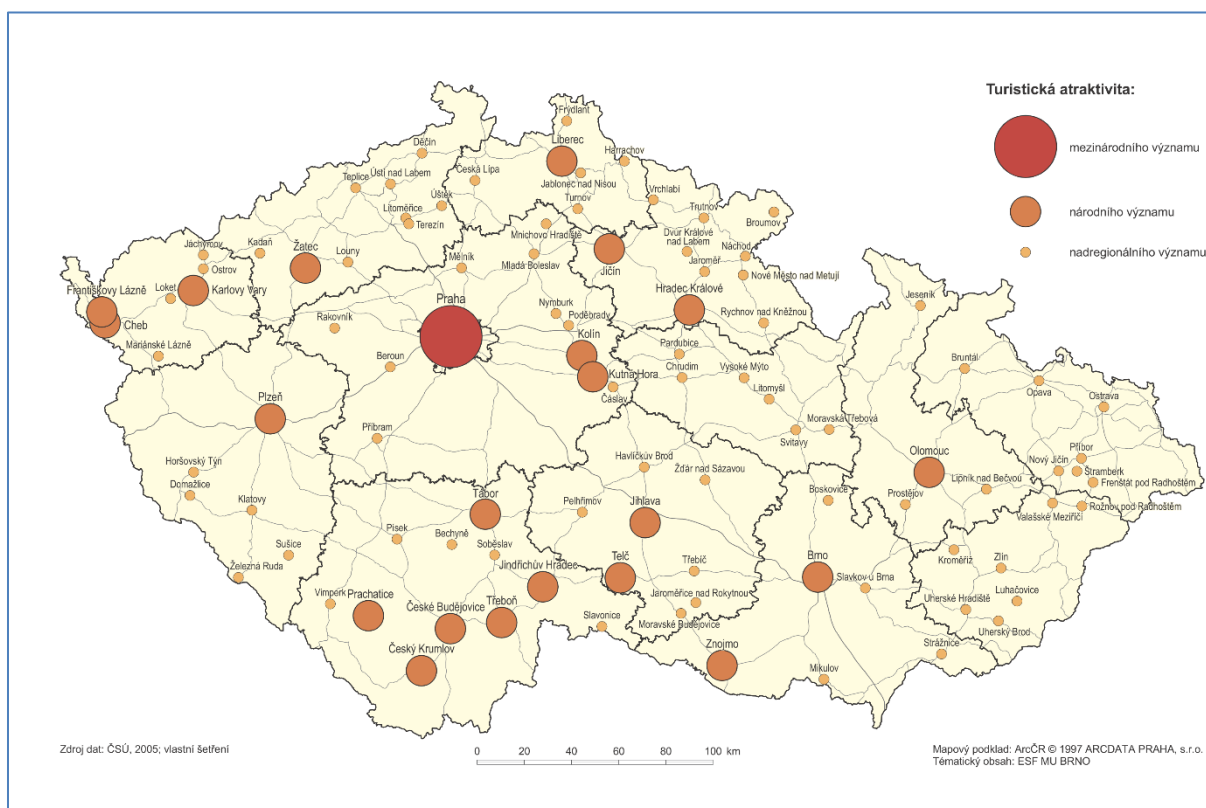 Turistická atraktivita:
mezinárodního významu
národního významu
nadregionálního významu
Frýdlant
Liberec
Harrachov
Děčín
Česká Lípa
Jablonec nad Nisou
Ústí nad Labem
Teplice
Vrchlabí
Turnov
Úštěk
Litoměřice
Terezín
Trutnov
Broumov
Mnichovo Hradiště
Dvůr Králové
nad Labem
Náchod
Jáchymov
Kadaň
Žatec
Louny
Mělník
Mladá Boleslav
Jičín
Jaroměř
Nové Město nad Metují
Ostrov
Františkovy Lázně
Loket
Karlovy Vary
Hradec Králové
Jeseník
Praha
Nymburk
Poděbrady
Rychnov nad Kněžnou
Cheb
Rakovník
Mariánské Lázně
Kolín
Pardubice
Beroun
Kutná Hora
Chrudim
Vysoké Mýto
Bruntál
Čáslav
Litomyšl
Opava
Plzeň
Ostrava
Příbram
Moravská Třebová
Svitavy
Havlíčkův Brod
Příbor
Horšovský Týn
Žďár nad Sázavou
Olomouc
Nový Jičín
Štramberk
Domažlice
Lipník nad Bečvou
Frenštát pod Radhoštěm
Tábor
Pelhřimov
Jihlava
Boskovice
Prostějov
Rožnov pod Radhoštěm
Klatovy
Valašské Meziříčí
Písek
Bechyně
Soběslav
Sušice
Kroměříž
Železná Ruda
Jindřichův Hradec
Telč
Třebíč
Brno
Zlín
Slavkov u Brna
Vimperk
Prachatice
Jaroměřice nad Rokytnou
Luhačovice
České Budějovice
Třeboň
Slavonice
Moravské Budějovice
Uherské Hradiště
Uherský Brod
Český Krumlov
Znojmo
Strážnice
Mikulov
Zdroj dat: ČSÚ, 2005; vlastní šetření
0 20 40 60 80 100 km
Mapový podklad: ArcČR © 1997 ARCDATA PRAHA, s.r.o.
Tématický obsah: ESF MU BRNO